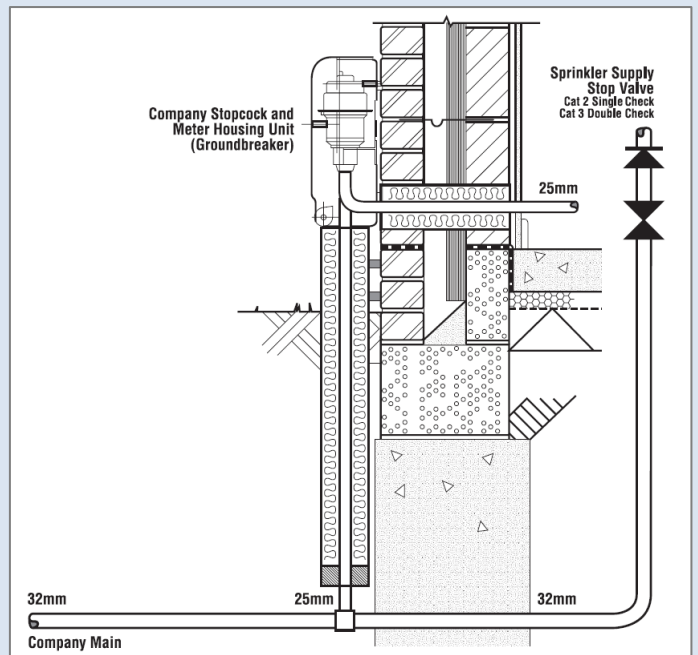 Sprinkler Supply
Stop Valve
Cat 2 Single Check
Cat 3 Double Check
Company Stopcock and
Meter Housing Unit
(Groundbreaker)
25mm
32mm
25mm
32mm
Company Main